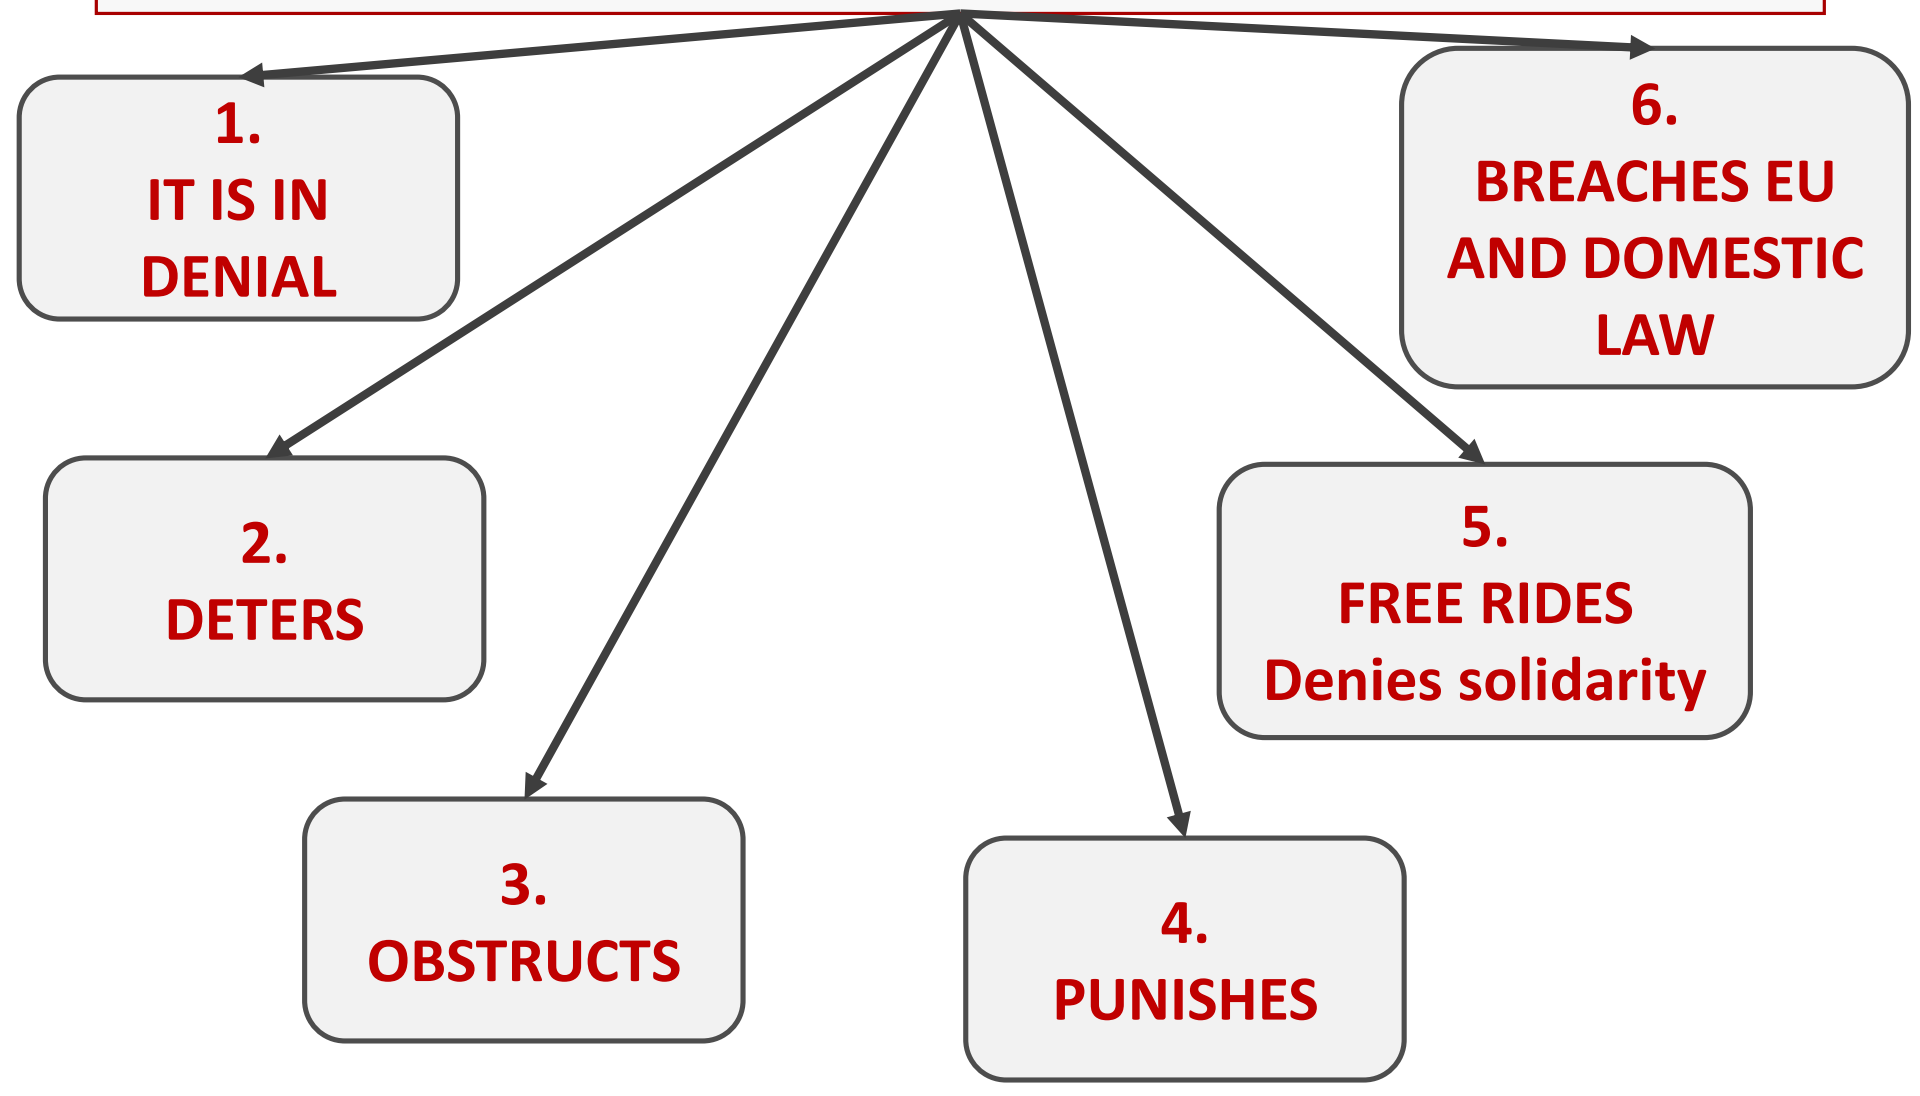 1.
IT IS IN
DENIAL
2.
DETERS
3.
OBSTRUCTS
4.
PUNISHES
5.
FREE RIDES
Denies solidarity
6.
BREACHES EU
AND DOMESTIC
LAW